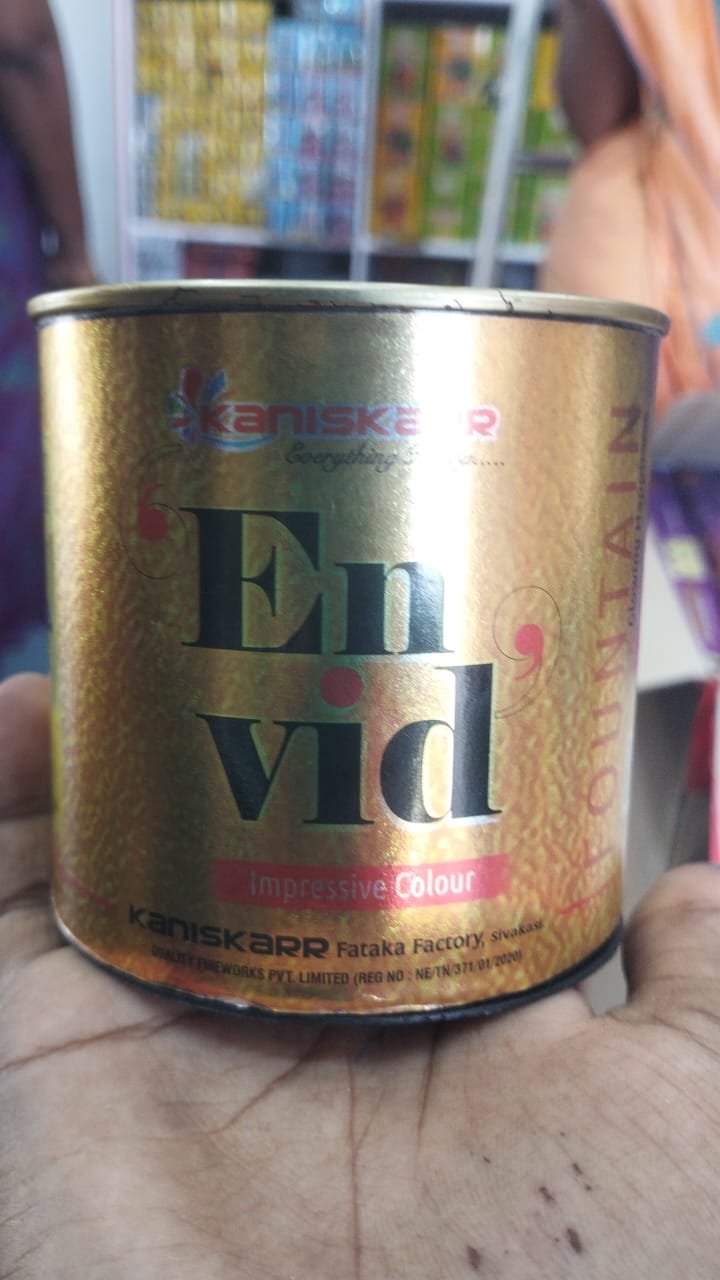 KANISKARR
Everything
‘En
vid’
Impressive Colour
FOUNTAIN
KANISKARR Fataka Factory, Sivakasi.
QUALITY FIREWORKS PVT. LIMITED (REG NO : NE/TN/371/01/2020)